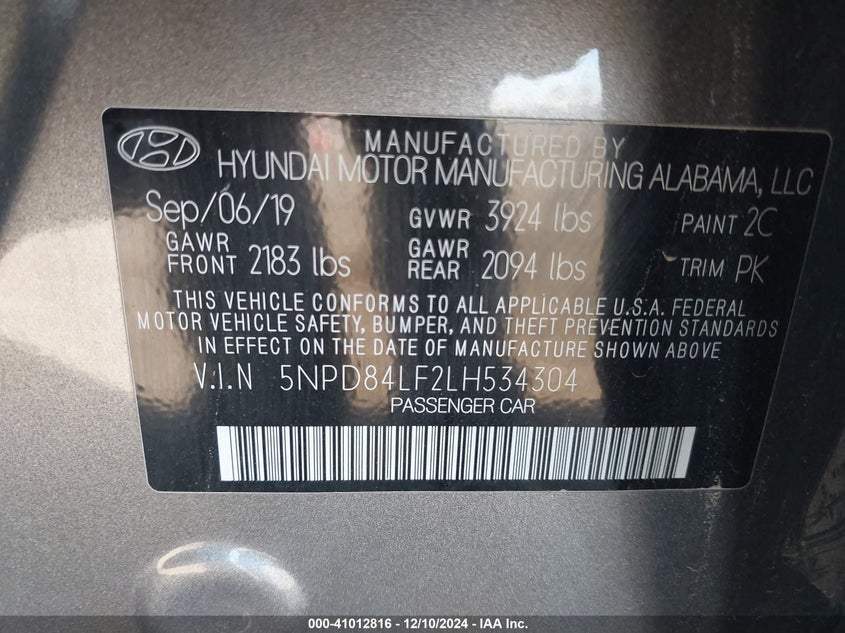 MANUFACTURED BY
HYUNDAI MOTOR MANUFACTURING ALABAMA, LLC
Sep/06/19 GVWR 3924 lbs PAINT 2C
GAWR FRONT 2183 lbs GAWR REAR 2094 lbs TRIM PK
THIS VEHICLE CONFORMS TO ALL APPLICABLE U.S.A. FEDERAL
MOTOR VEHICLE SAFETY, BUMPER, AND THEFT PREVENTION STANDARDS
IN EFFECT ON THE DATE OF MANUFACTURE SHOWN ABOVE
V.I.N 5NPD84LF2LH534304
PASSENGER CAR
000-41012816 - 12/10/2024 - IAA Inc.